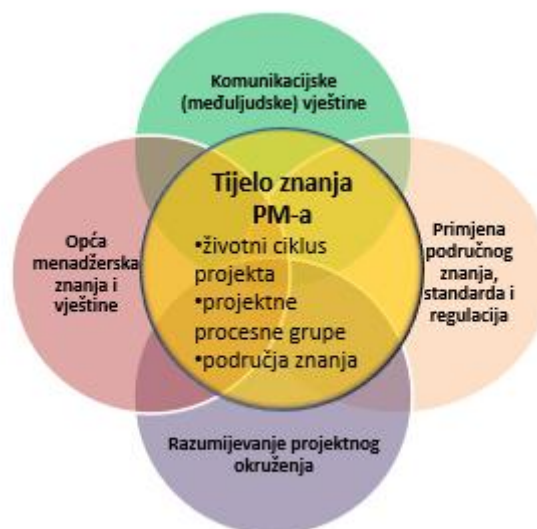 Komunikacijske
(međuljudske) vještine
Tijelo znanja
PM-a
•životni ciklus
projekta
•projektne
procesne grupe
•područja znanja
Opća
menadžerska
znanja i
vještine
Primjena
područnog
znanja,
standarda i
regulacija
Razumijevanje projektnog
okruženja